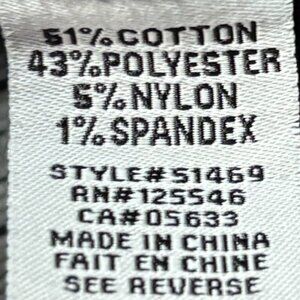 51% COTTON
43% POLYESTER
5% NYLON
1% SPANDEX
STYLE# 51469
RN#125546
CA#05633
MADE IN CHINA
FAIT EN CHINE
SEE REVERSE